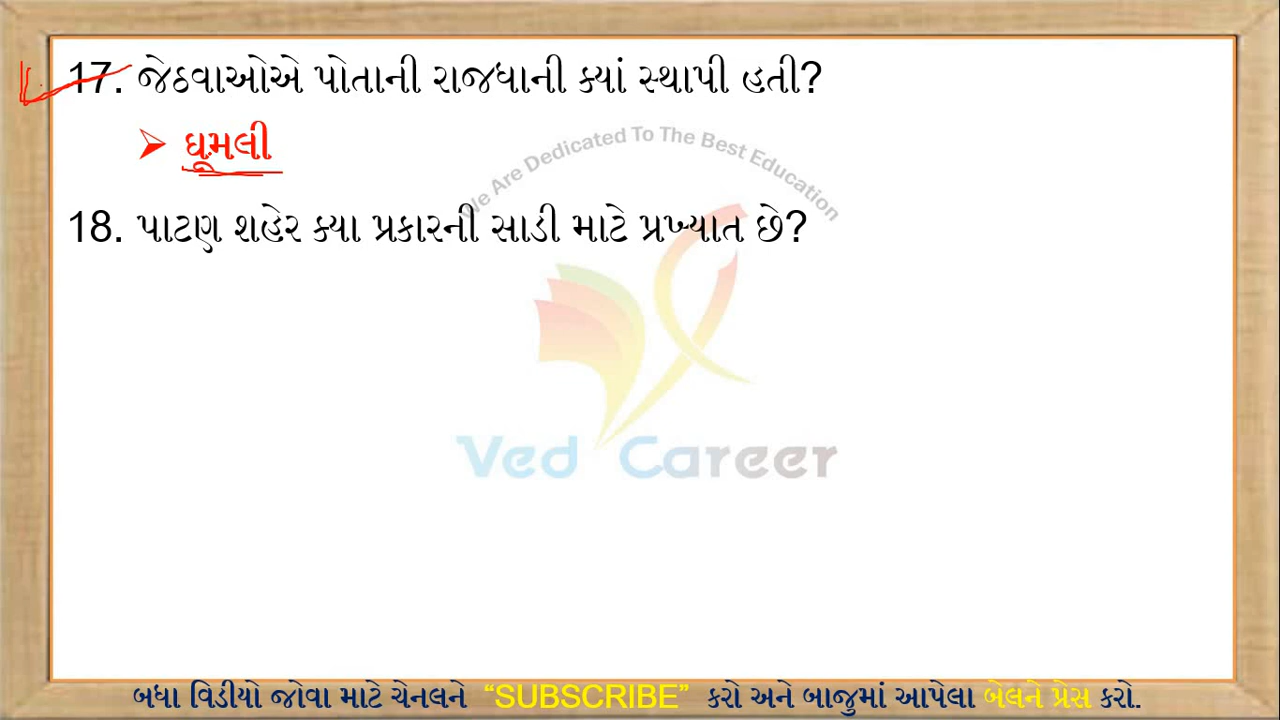 17. જેઠવાઓએ પોતાની રાજધાની ક્યાં સ્થાપી હતી?
➢ ઘૂમલી
We Are Dedicated To The Best Education
18. પાટણ શહેર ક્યા પ્રકારની સાડી માટે પ્રખ્યાત છે?
Ved Career
બધા વિડીયો જોવા માટે ચેનલને “SUBSCRIBE” કરો અને બાજુમાં આપેલા બેલને પ્રેસ કરો.